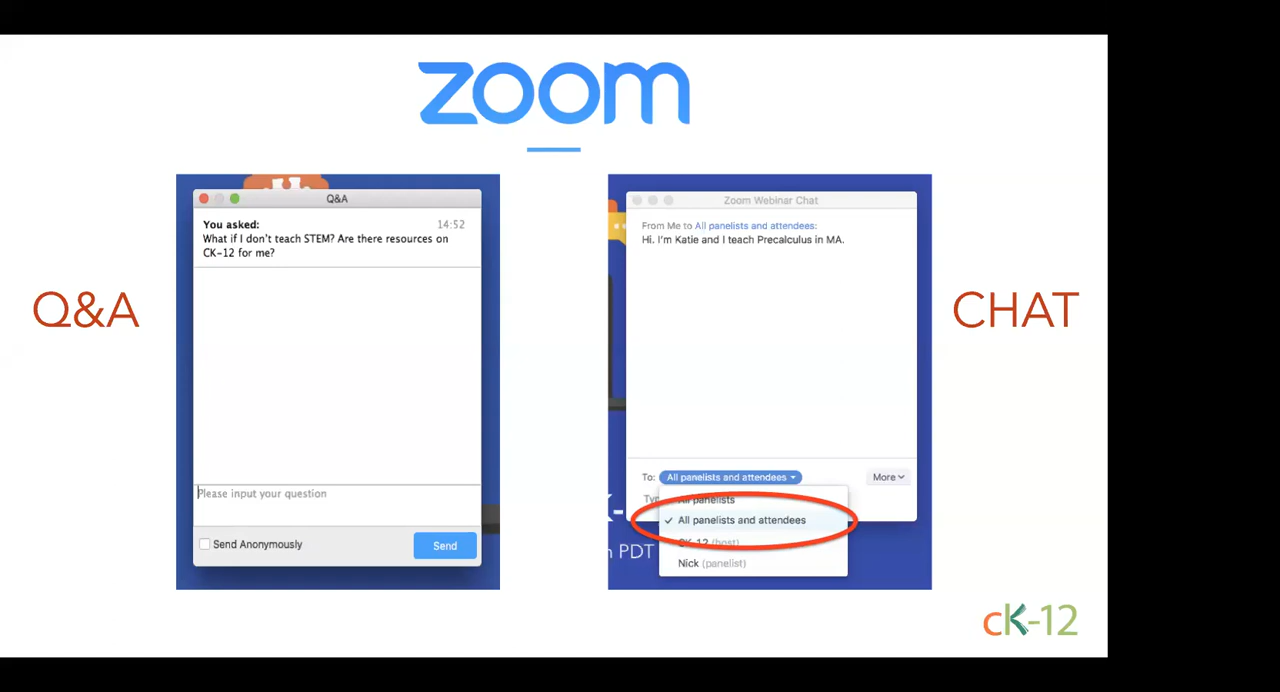 zoom
Q&A
Q&A
You asked: 14:52
What if I don't teach STEM? Are there resources on
CK-12 for me?
Please input your question
Send Anonymously
Send
CHAT
Zoom Webinar Chat
From Me to All panelists and attendees:
Hi. I'm Katie and I teach Precalculus in MA.
To: All panelists and attendees
More
All panelists
All panelists and attendees
CK-12 (host)
Nick (panelist)
PDT
cK-12